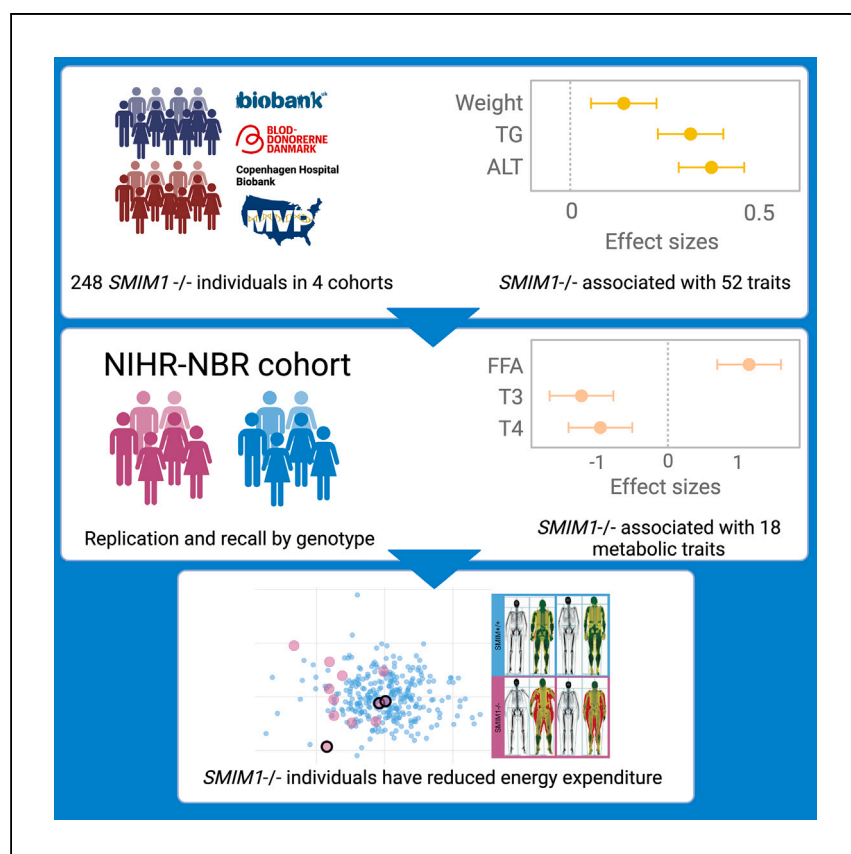 biobank uk
BLOD-
DONORERNE
DANMARK
Copenhagen Hospital
Biobank
MVP
248 SMIM1 -/- individuals in 4 cohorts
Weight
TG
ALT
0
0.5
Effect sizes
SMIM1-/- associated with 52 traits
NIHR-NBR cohort
Replication and recall by genotype
FFA
T3
T4
-1
0
1
Effect sizes
SMIM1-/- associated with 18
metabolic traits
SMIM+/+
SMIM1-/-
SMIM1-/- individuals have reduced energy expenditure